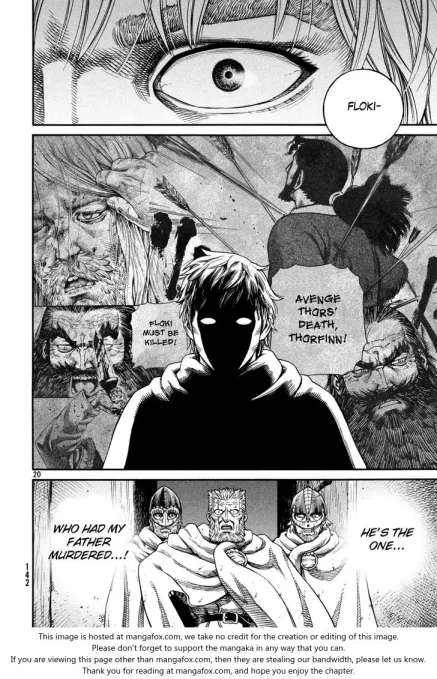 FLOKI-
AVENGE
THORS'
DEATH,
THORFINN!
FLOKI
MUST BE
KILLED!
20
142
HE'S THE
ONE...
WHO HAD MY
FATHER
MURDERED...!
This image is hosted at mangafox.com, we take no credit for the creation or editing of this image.
Please don't forget to support the mangaka in any way that you can.
If you are viewing this page other than mangafox.com, then they are stealing our bandwidth, please let us know.
Thank you for reading at mangafox.com, and hope you enjoy the chapter.